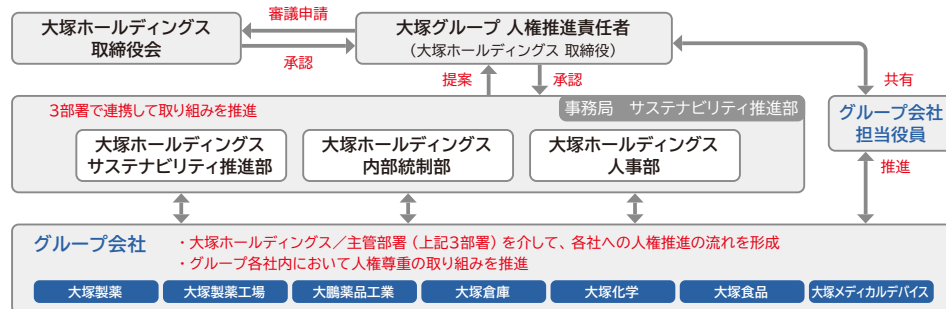 大塚ホールディングス
取締役会
審議申請
承認
大塚グループ 人権推進責任者
（大塚ホールディングス 取締役）
提案
承認
共有
3部署で連携して取り組みを推進
事務局　サステナビリティ推進部
大塚ホールディングス
サステナビリティ推進部
大塚ホールディングス
内部統制部
大塚ホールディングス
人事部
グループ会社
担当役員
推進
グループ会社
・大塚ホールディングス／主管部署（上記3部署）を介して、各社への人権推進の流れを形成
・グループ各社内において人権尊重の取り組みを推進
大塚製薬
大塚製薬工場
大鵬薬品工業
大塚倉庫
大塚化学
大塚食品
大塚メディカルデバイス